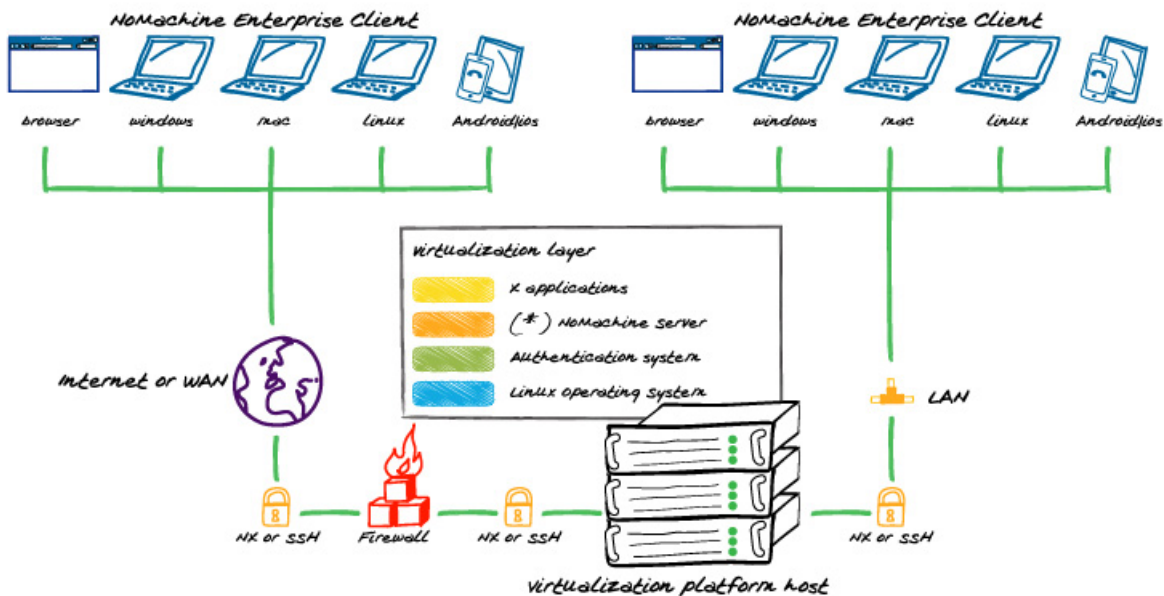 NoMachine Enterprise Client
browser windows mac Linux Android/ios
NoMachine Enterprise Client
browser windows mac Linux Android/ios
virtualization layer
X applications
(*) NoMachine server
Authentication system
Linux operating system
Internet or WAN
LAN
NX or SSH
Firewall
NX or SSH
NX or SSH
virtualization platform host